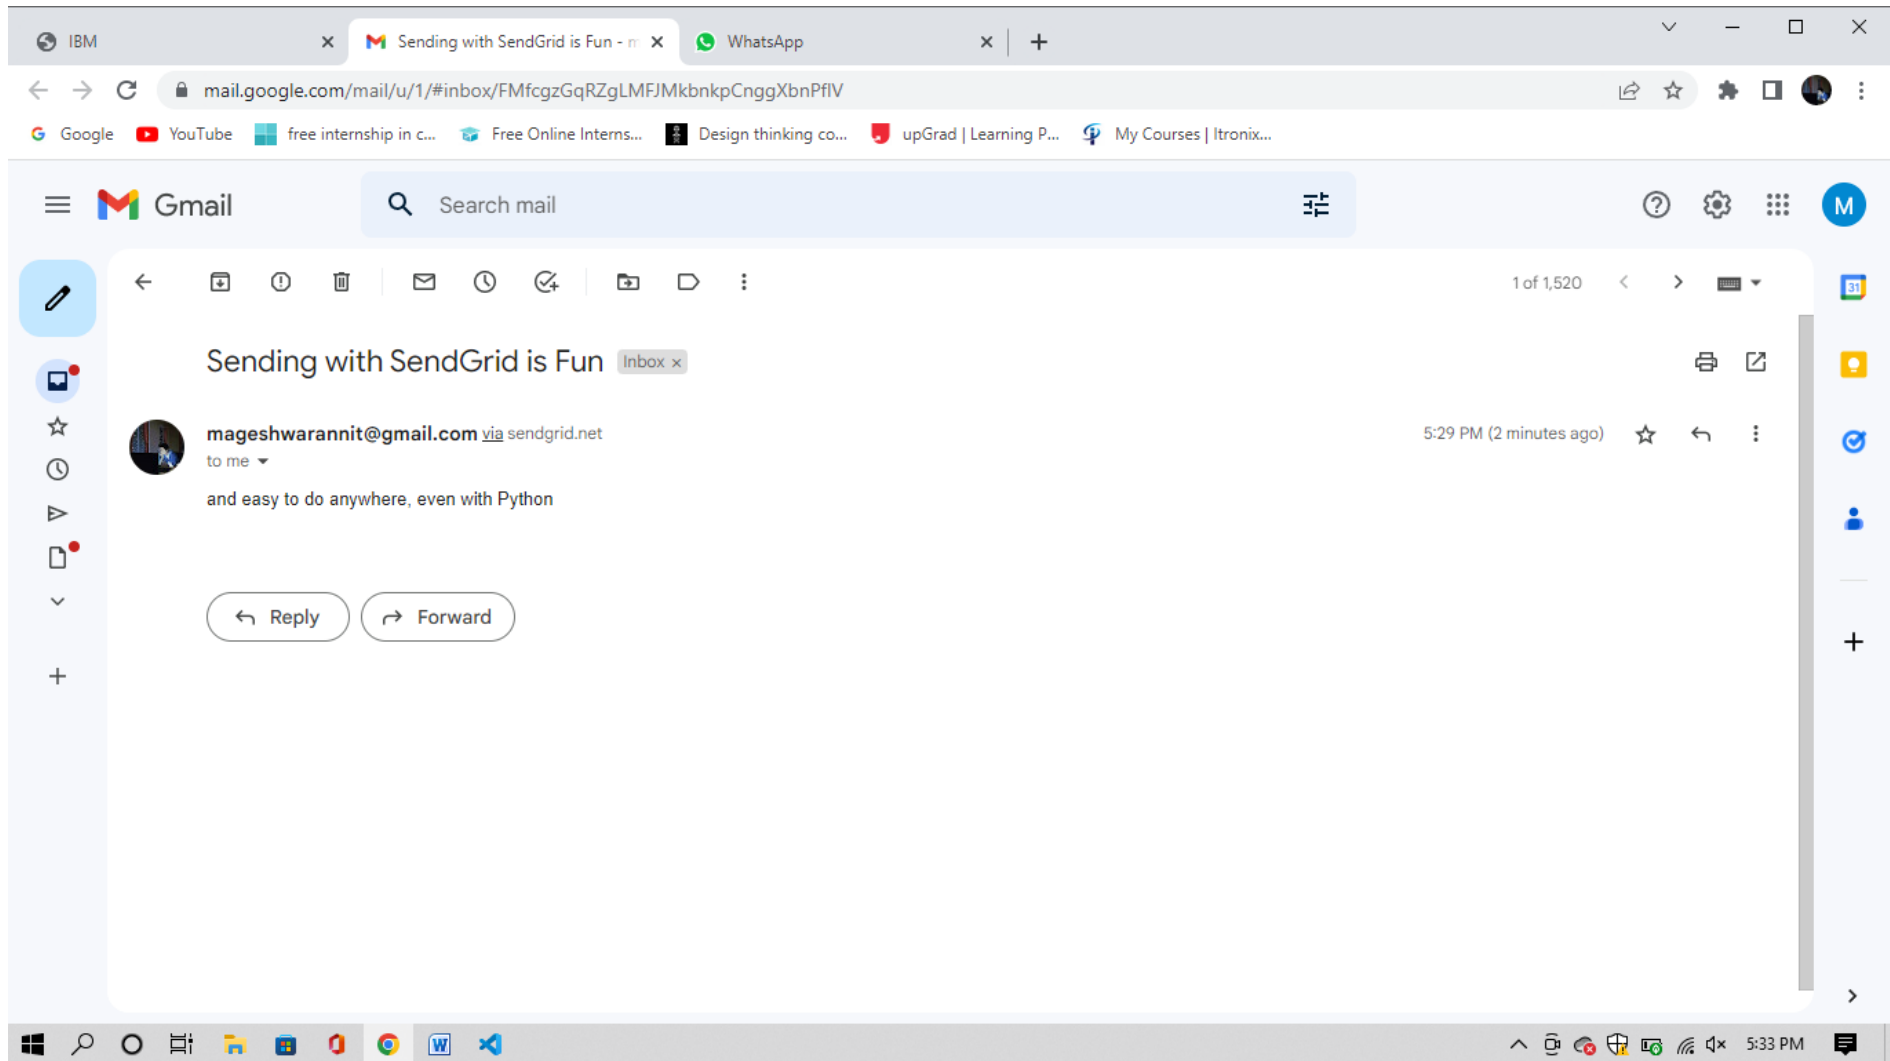 IBM
Sending with SendGrid is Fun - m
WhatsApp
mail.google.com/mail/u/1/#inbox/FMfcgzGqRZgLMFJMkbnkpCnggXbnPflV
Google YouTube free internship in c... Free Online Interns... Design thinking co... upGrad | Learning P... My Courses | Itronix...
Gmail
Search mail
M
1 of 1,520
31
Sending with SendGrid is Fun Inbox ×
mageshwarannit@gmail.com via sendgrid.net
5:29 PM (2 minutes ago)
to me
and easy to do anywhere, even with Python
Reply
Forward
W
5:33 PM